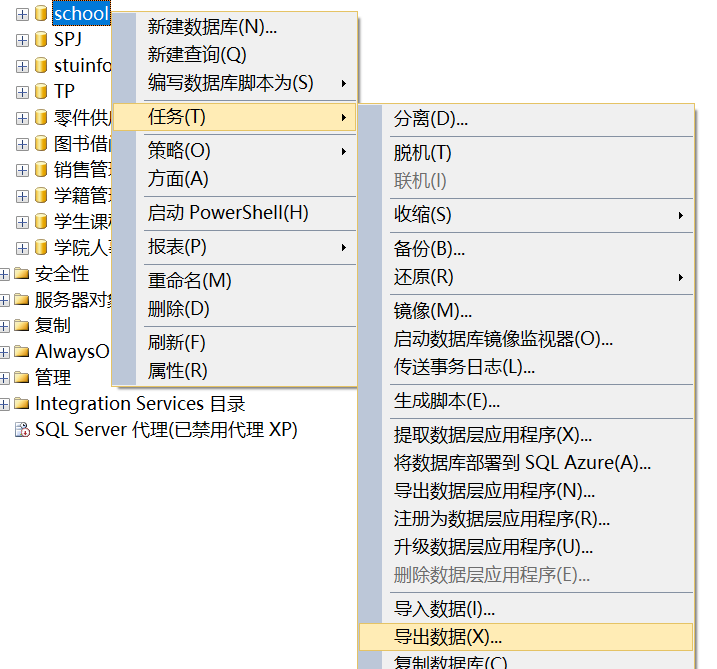 school
SPJ
stuinfo
TP
零件供
图书借
销售管
学籍管
学生课
学院人
安全性
服务器对
复制
AlwaysO
管理
Integration Services 目录
SQL Server 代理(已禁用代理 XP)
新建数据库(N)...
新建查询(Q)
编写数据库脚本为(S)
任务(T)
策略(O)
方面(A)
启动 PowerShell(H)
报表(P)
重命名(M)
删除(D)
刷新(F)
属性(R)
分离(D)...
脱机(T)
联机(I)
收缩(S)
备份(B)...
还原(R)
镜像(M)...
启动数据库镜像监视器(O)...
传送事务日志(L)...
生成脚本(E)...
提取数据层应用程序(X)...
将数据库部署到 SQL Azure(A)...
导出数据层应用程序(N)...
注册为数据层应用程序(R)...
升级数据层应用程序(U)...
删除数据层应用程序(E)...
导入数据(I)...
导出数据(X)...
复制数据库(C)